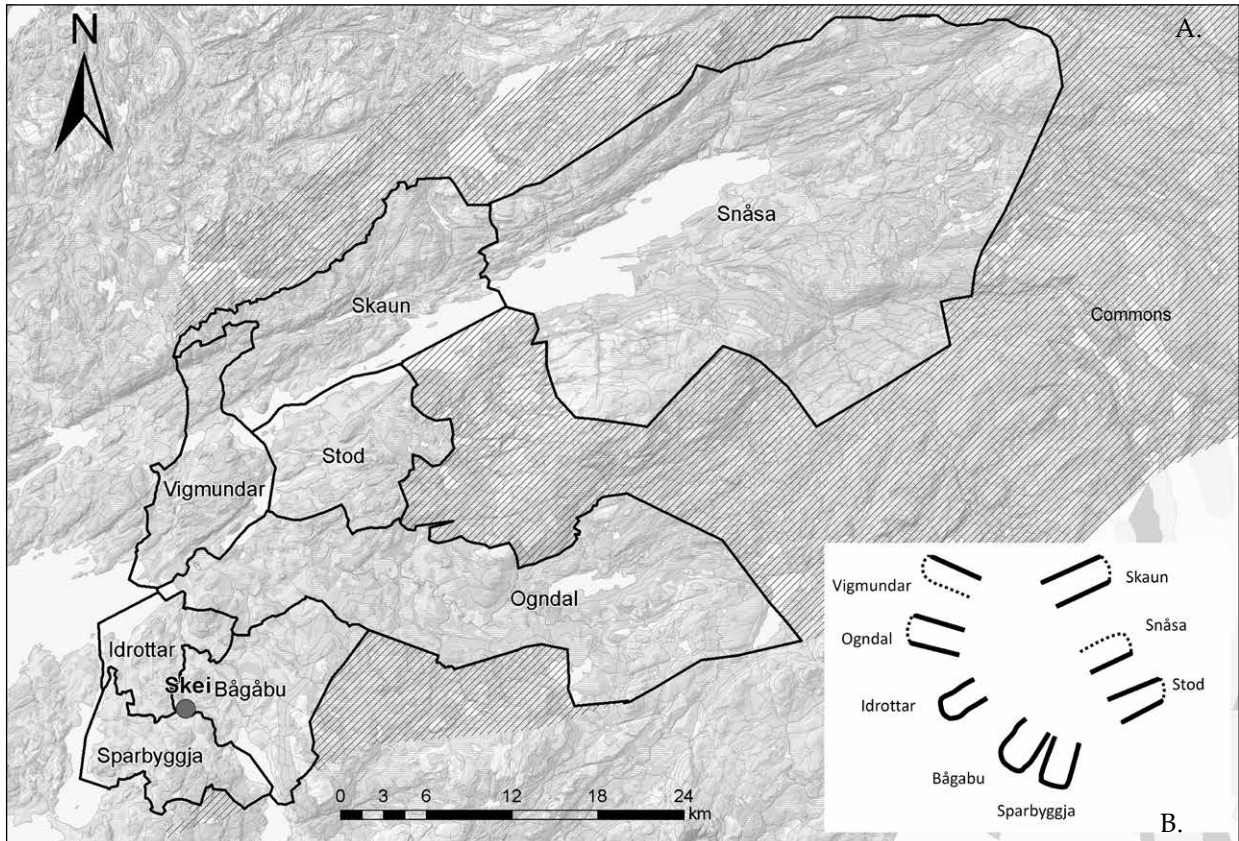 A.
N
Snåsa
Skaun
Commons
Stod
Vigmundar
Ogndal
Idrottar
Skei Bågåbu
Sparbyggja
0 3 6 12 18 24
km
Vigmundar
Skaun
Ogndal
Snåsa
Stod
Idrottar
Bågabu
Sparbyggja
B.